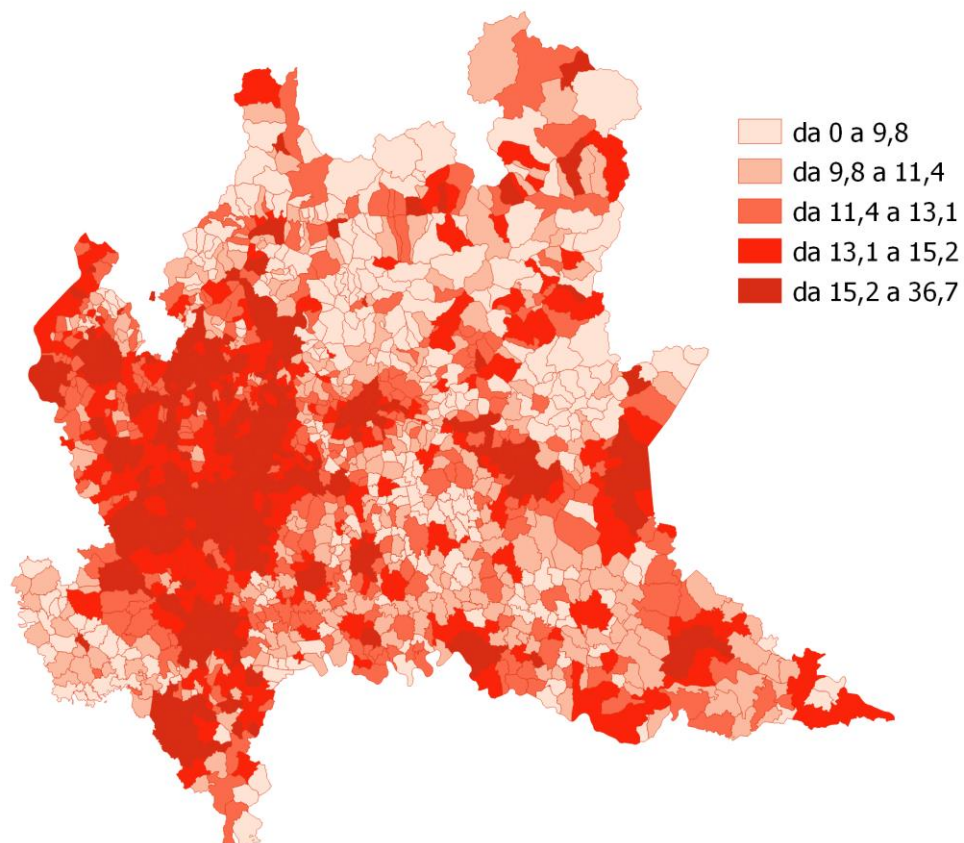 da 0 a 9,8
da 9,8 a 11,4
da 11,4 a 13,1
da 13,1 a 15,2
da 15,2 a 36,7